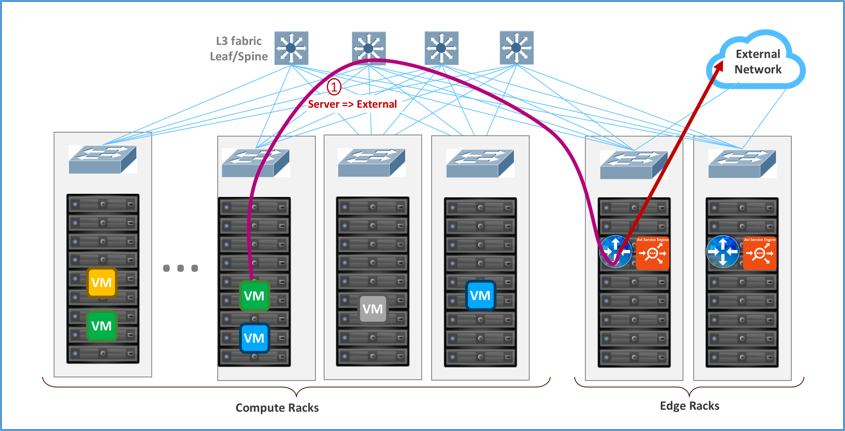 L3 fabric
Leaf/Spine
External
Network
1
Server => External
Avi Service Engine
Avi Service Engine
VM
VM
VM
VM
VM
VM
Compute Racks
Edge Racks